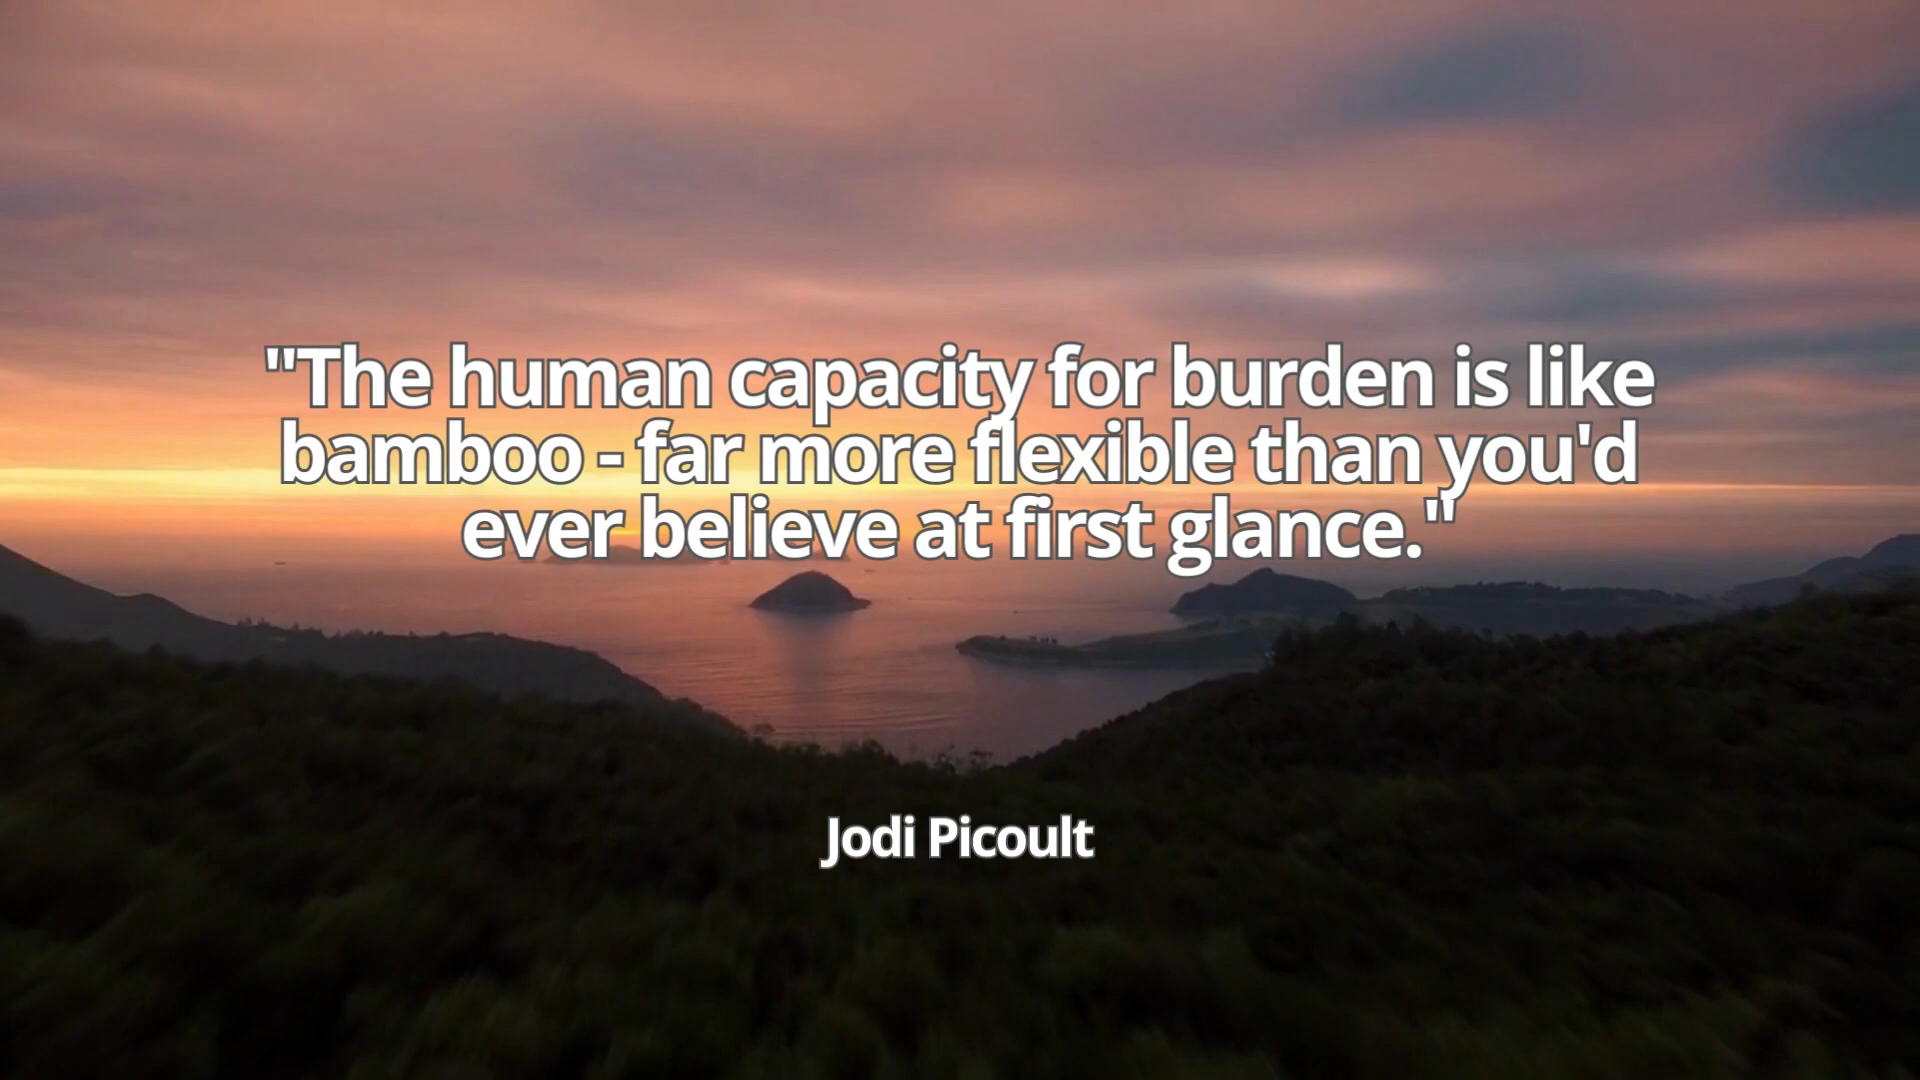 "The human capacity for burden is like
bamboo - far more flexible than you'd
ever believe at first glance."
Jodi Picoult